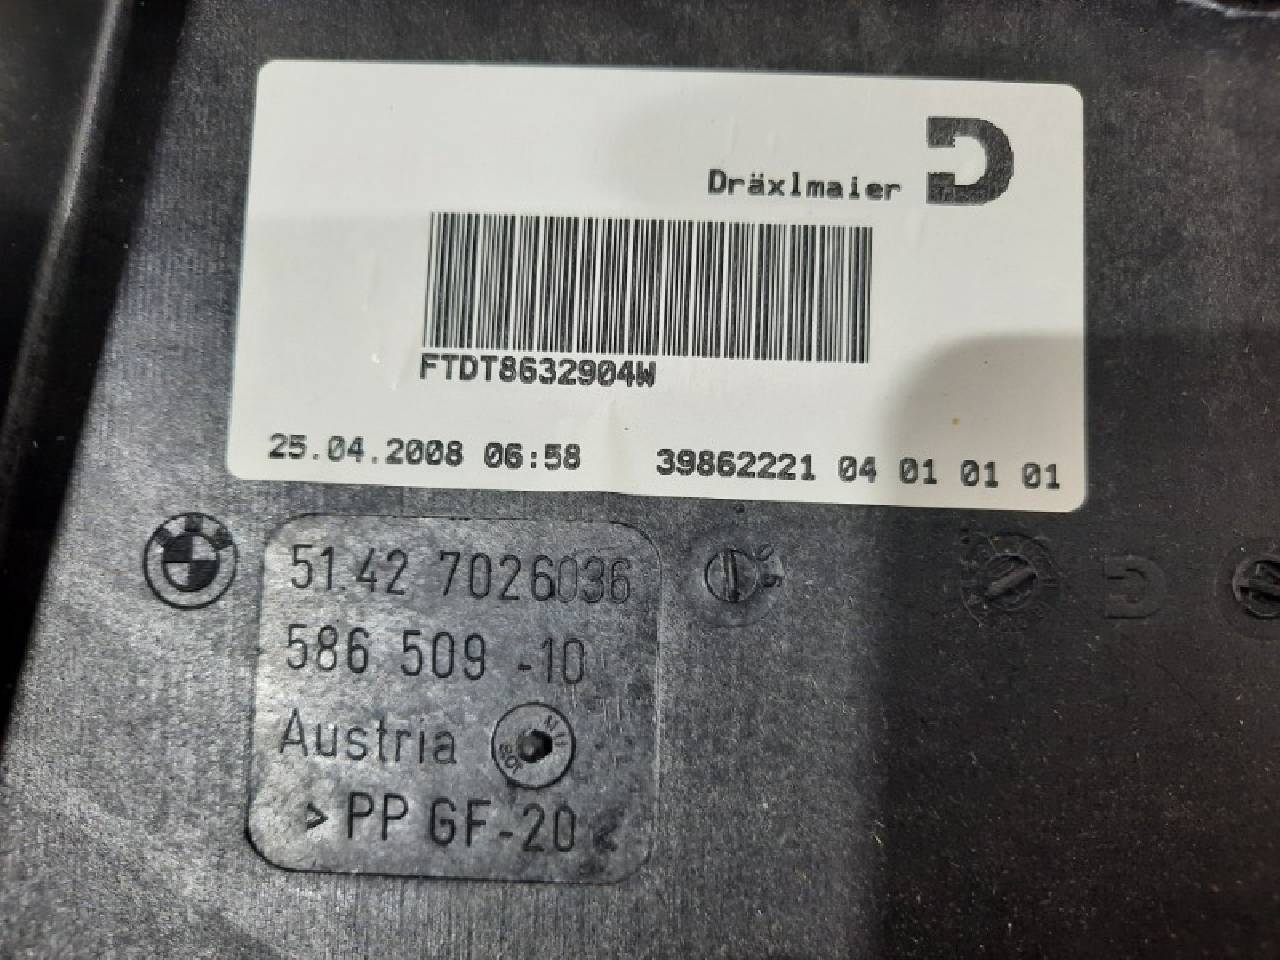 Dräxlmaier
FTDT8632904W
25.04.2008 06:58 39862221 04 01 01 01
51.42 7026036
586 509 -10
Austria
>PP GF-20<